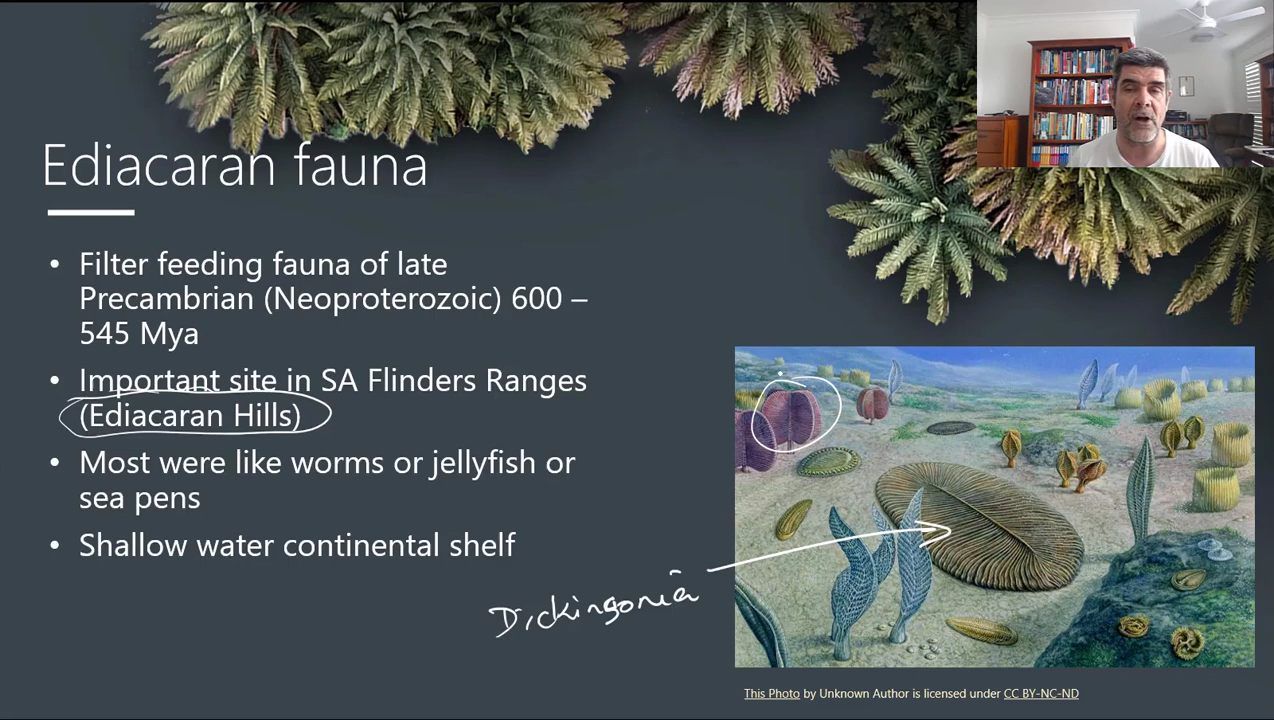 Ediacaran fauna
• Filter feeding fauna of late
Precambrian (Neoproterozoic) 600 –
545 Mya
• Important site in SA Flinders Ranges
(Ediacaran Hills)
• Most were like worms or jellyfish or
sea pens
• Shallow water continental shelf
Dickingonia
This Photo by Unknown Author is licensed under CC BY-NC-ND